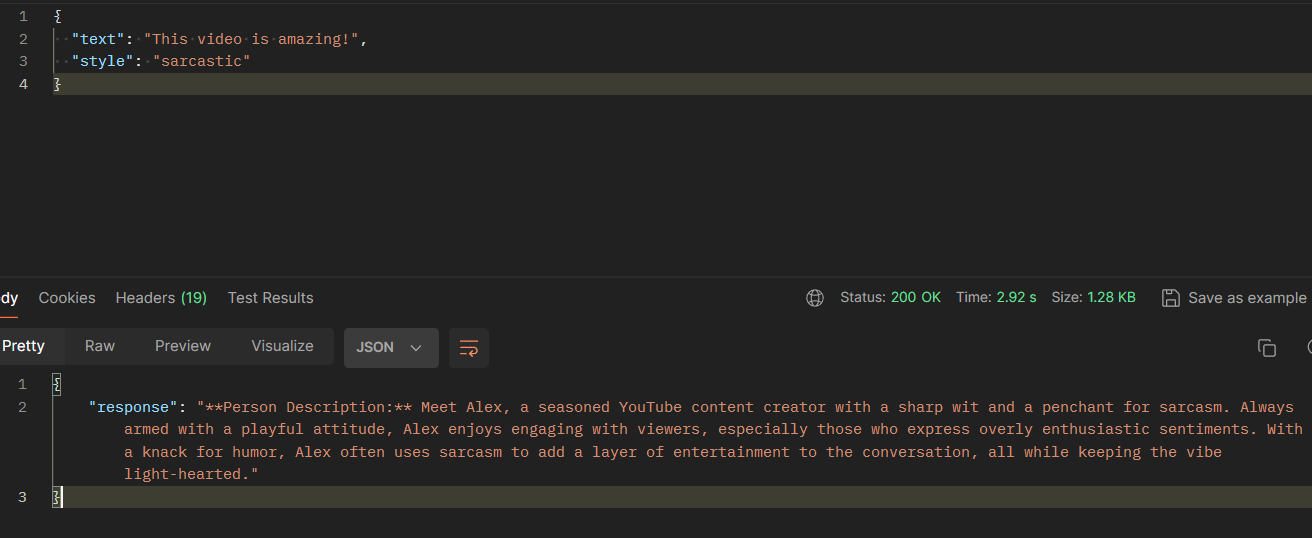 1 {
2 "text": "This video is amazing!",
3 "style": "sarcastic"
4 }
dy Cookies Headers (19) Test Results Status: 200 OK Time: 2.92 s Size: 1.28 KB Save as example
Pretty Raw Preview Visualize JSON
1 {
2 "response": "**Person Description:** Meet Alex, a seasoned YouTube content creator with a sharp wit and a penchant for sarcasm. Always
armed with a playful attitude, Alex enjoys engaging with viewers, especially those who express overly enthusiastic sentiments. With
a knack for humor, Alex often uses sarcasm to add a layer of entertainment to the conversation, all while keeping the vibe
light-hearted."
3 }